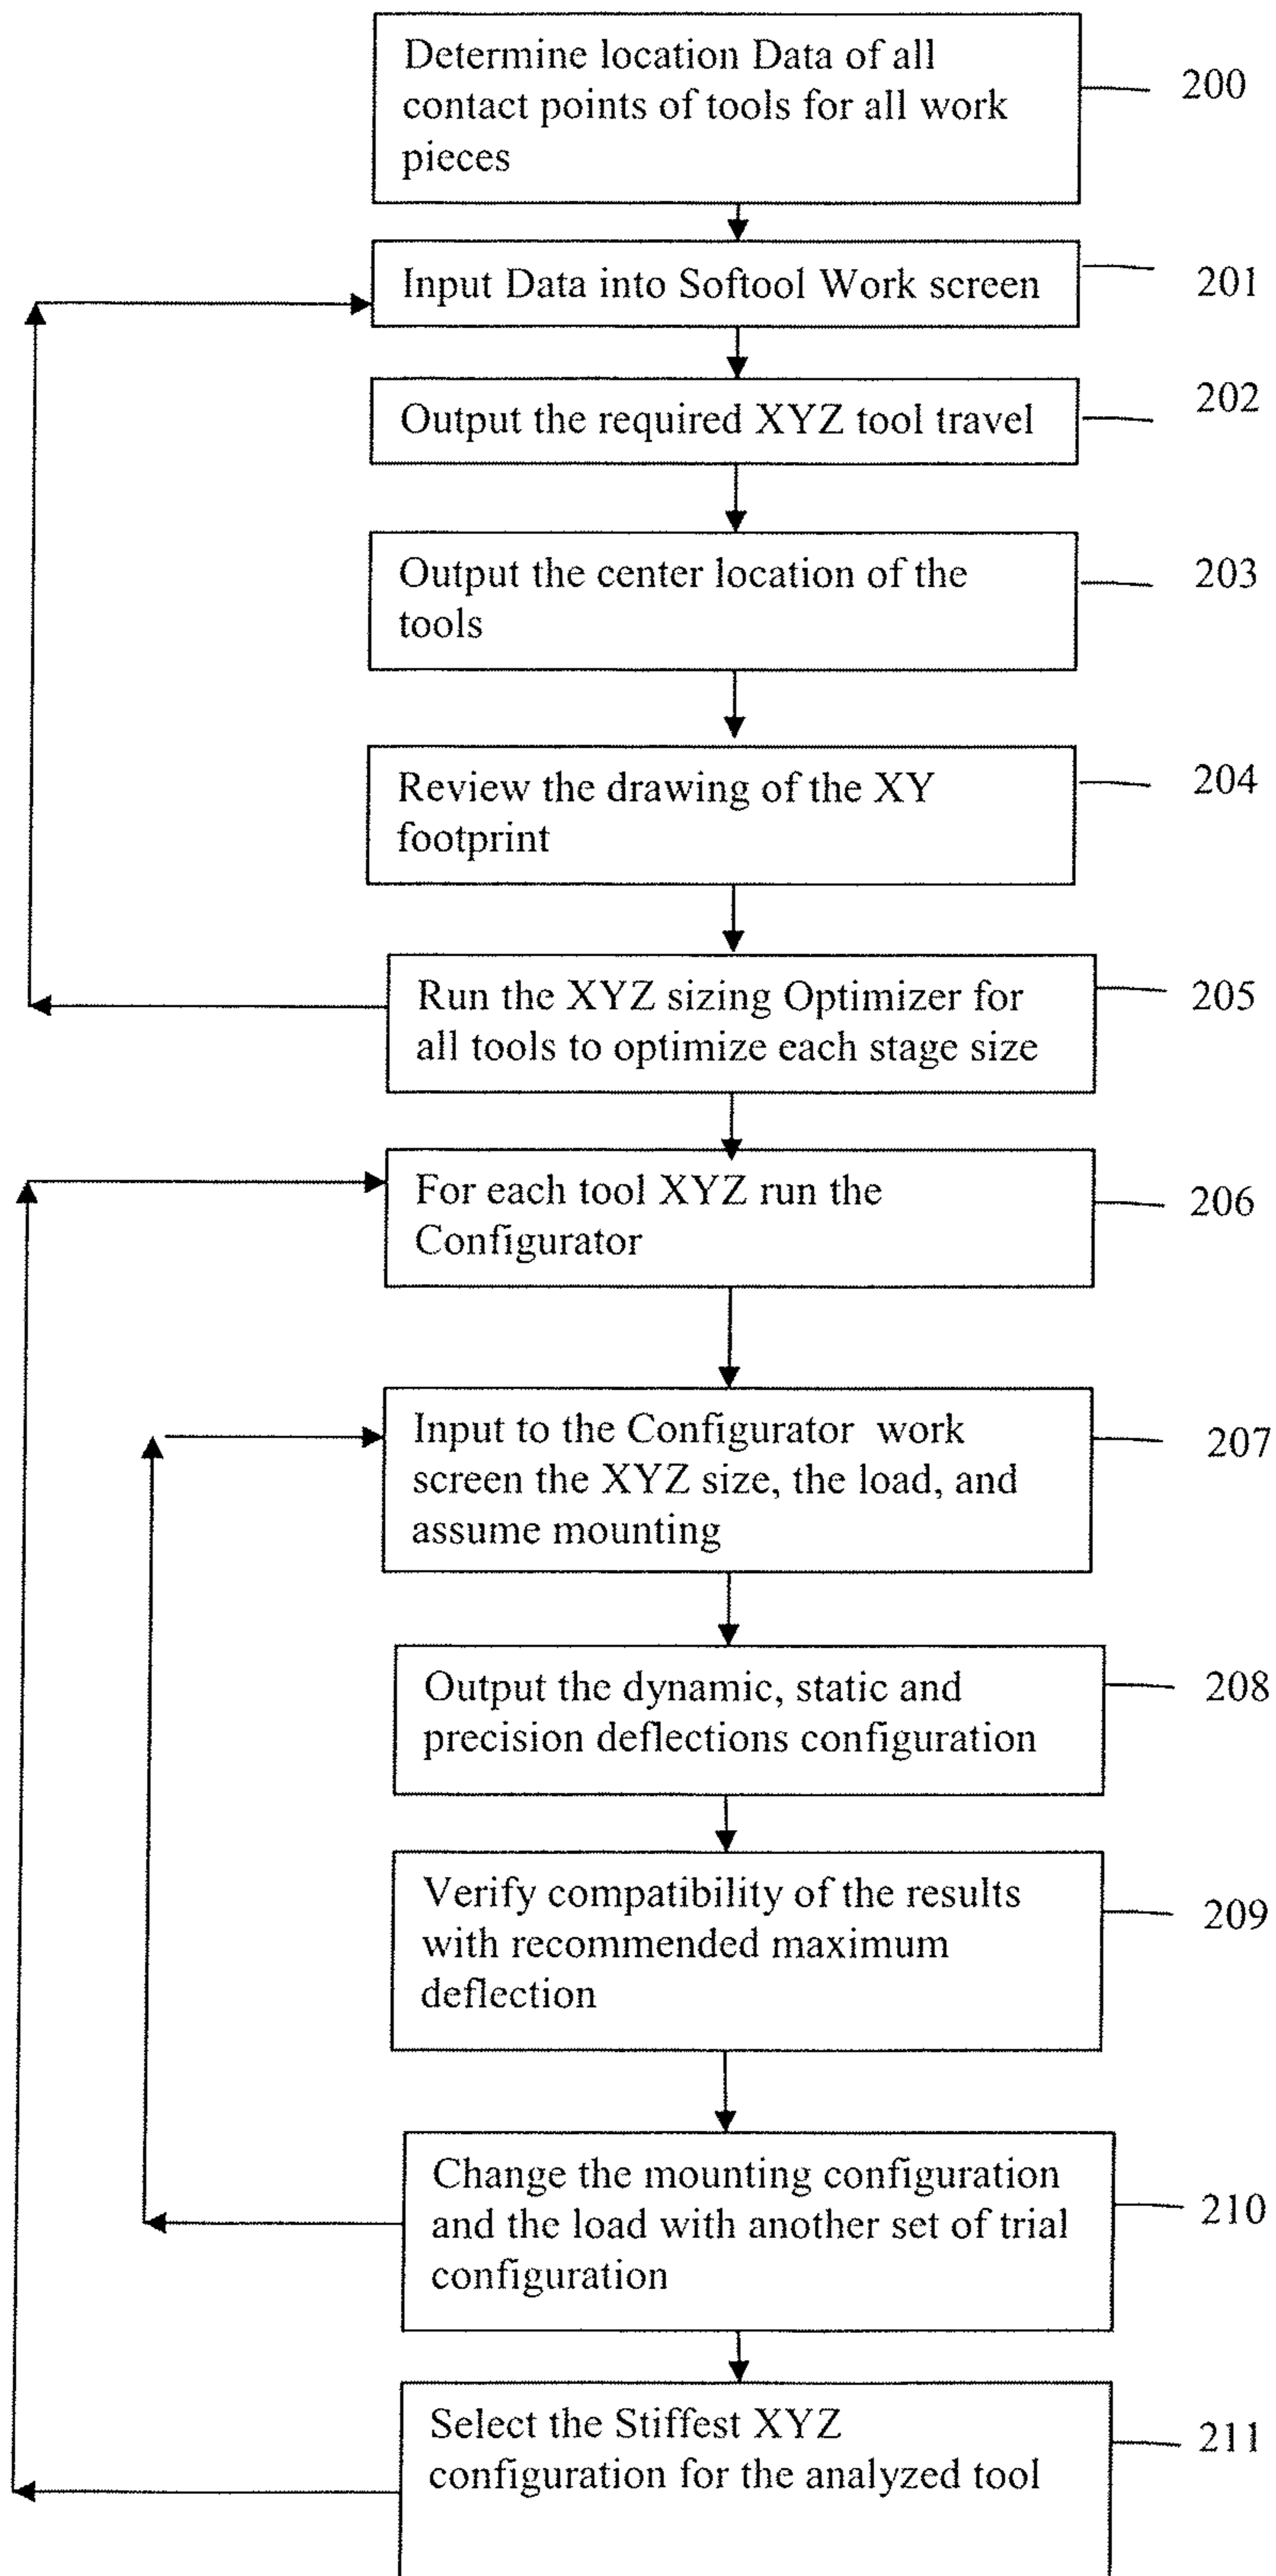 Determine location Data of all
contact points of tools for all work
pieces
200
Input Data into Softool Work screen
201
Output the required XYZ tool travel
202
Output the center location of the
tools
203
Review the drawing of the XY
footprint
204
Run the XYZ sizing Optimizer for
all tools to optimize each stage size
205
For each tool XYZ run the
Configurator
206
Input to the Configurator work
screen the XYZ size, the load, and
assume mounting
207
Output the dynamic, static and
precision deflections configuration
208
Verify compatibility of the results
with recommended maximum
deflection
209
Change the mounting configuration
and the load with another set of trial
configuration
210
Select the Stiffest XYZ
configuration for the analyzed tool
211